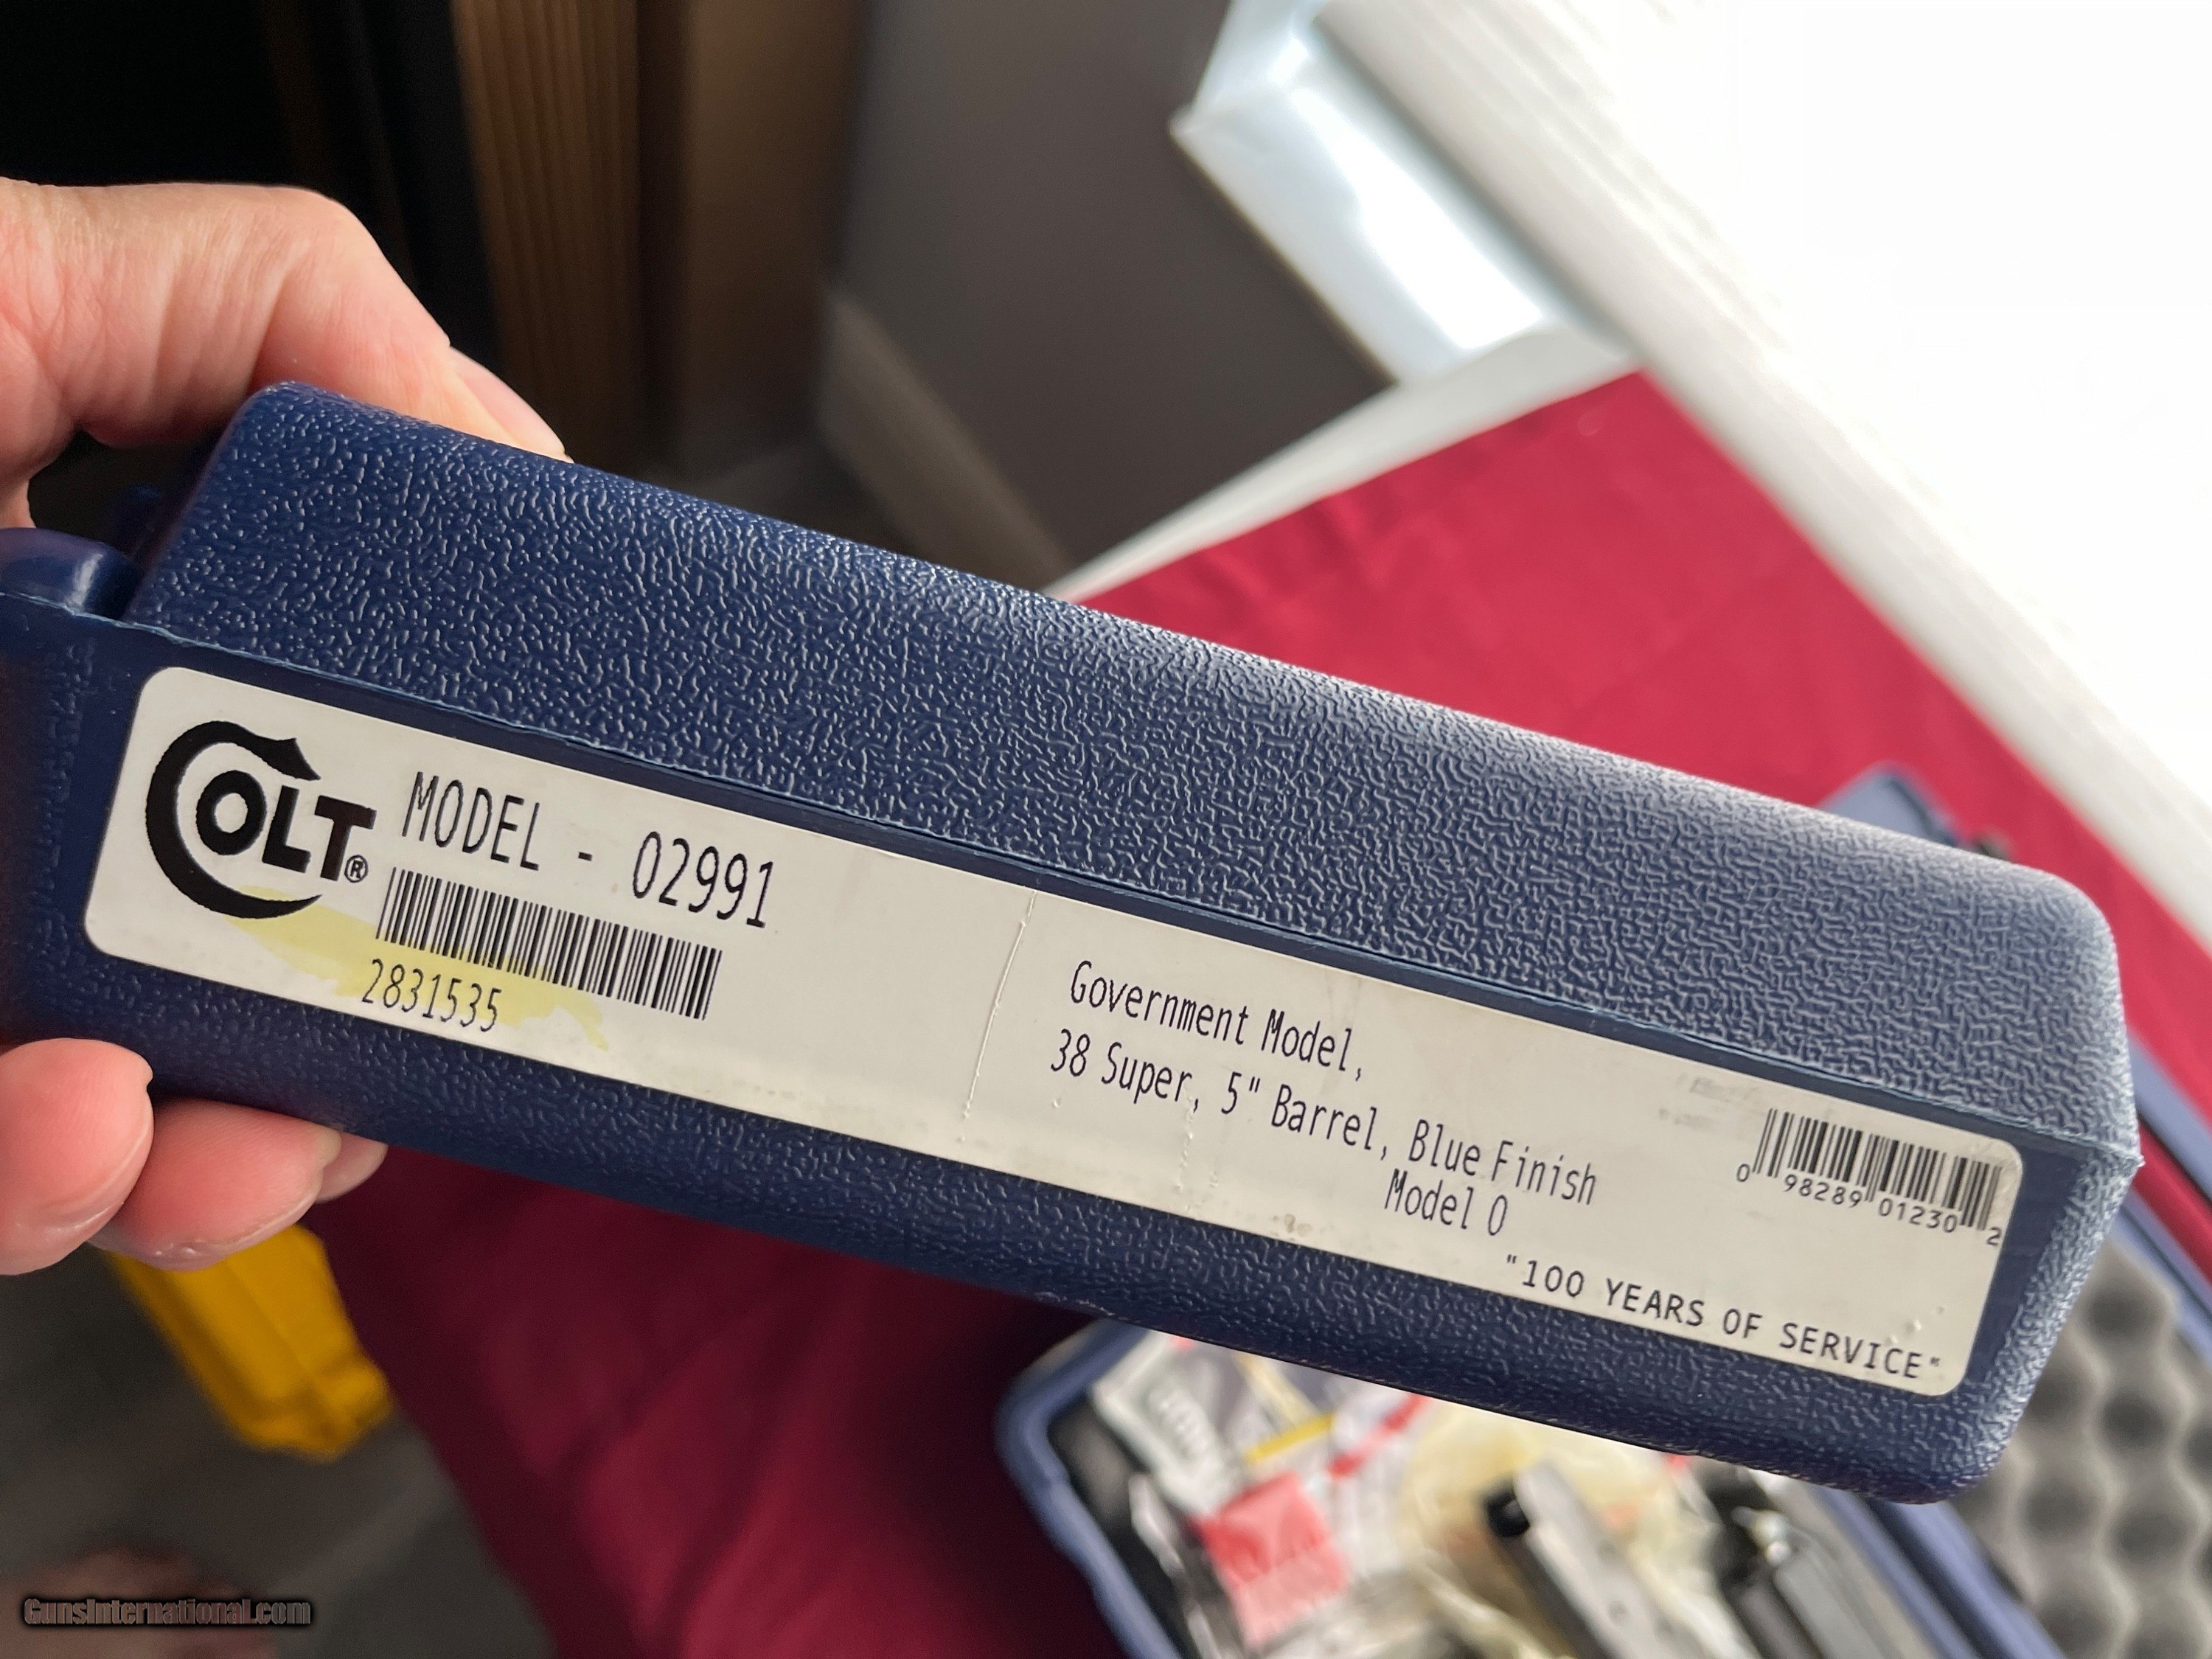 COLT®
MODEL - 02991
2831535
Government Model,
38 Super, 5" Barrel, Blue Finish
Model O
0 98289 01230 2
"100 YEARS OF SERVICE"
GunsInternational.com